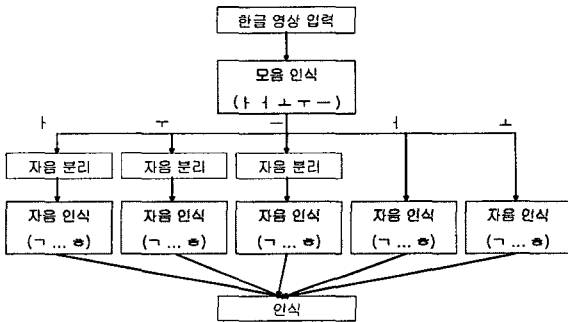 한글 영상 입력
모음 인식
(ㅏ ㅓ ㅗ ㅜ ㅡ)
ㅏ ㅜ ㅡ ㅓ ㅗ
자음 분리 자음 분리 자음 분리
자음 인식 자음 인식 자음 인식 자음 인식 자음 인식
(ㄱ ... ㅎ) (ㄱ ... ㅎ) (ㄱ ... ㅎ) (ㄱ ... ㅎ) (ㄱ ... ㅎ)
인식